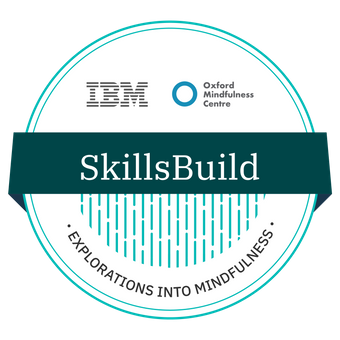 IBM
Oxford
Mindfulness
Centre
SkillsBuild
• EXPLORATIONS INTO MINDFULNESS •